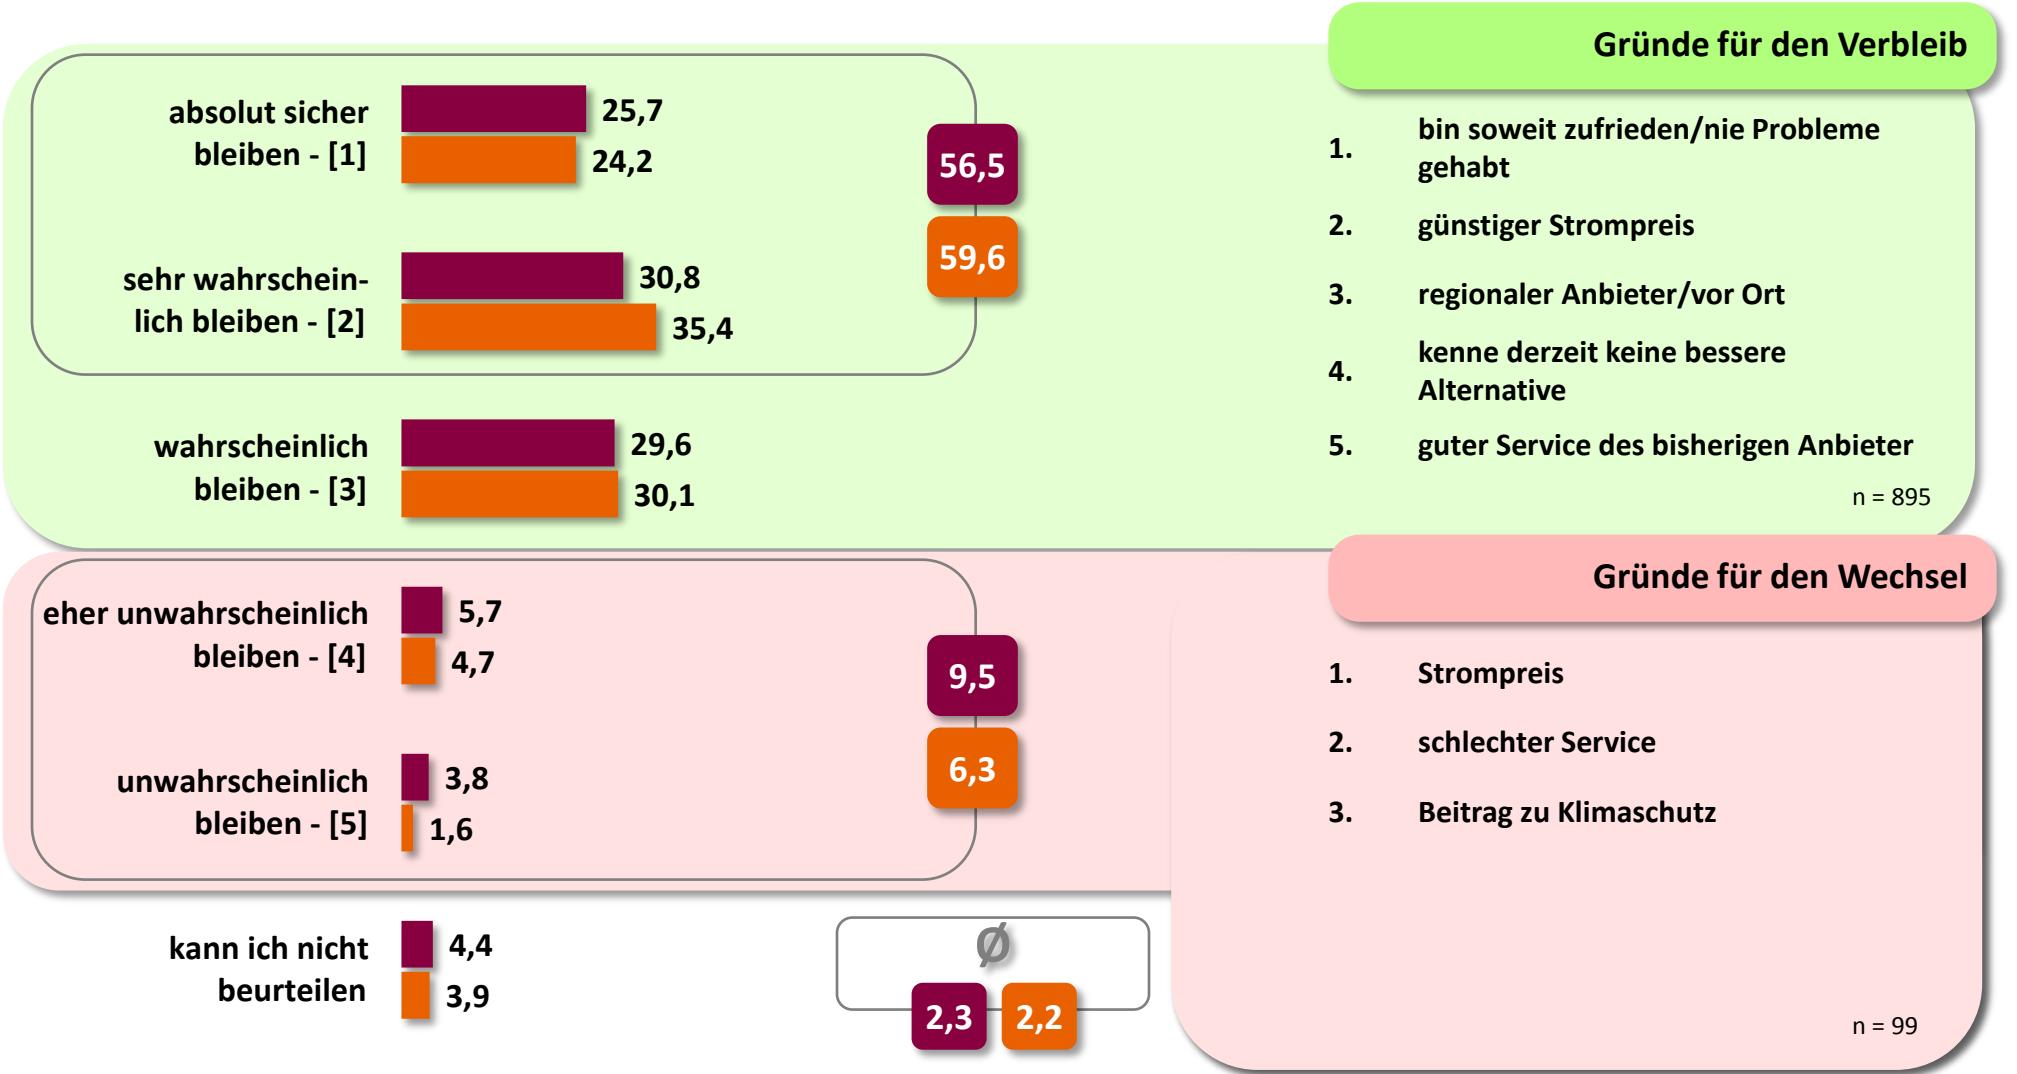 absolut sicher
bleiben - [1]
25,7
24,2
sehr wahrschein-
lich bleiben - [2]
30,8
35,4
56,5
59,6
wahrscheinlich
bleiben - [3]
29,6
30,1
Gründe für den Verbleib
1. bin soweit zufrieden/nie Probleme
gehabt
2. günstiger Strompreis
3. regionaler Anbieter/vor Ort
4. kenne derzeit keine bessere
Alternative
5. guter Service des bisherigen Anbieter
n = 895
eher unwahrscheinlich
bleiben - [4]
5,7
4,7
unwahrscheinlich
bleiben - [5]
3,8
1,6
9,5
6,3
Gründe für den Wechsel
1. Strompreis
2. schlechter Service
3. Beitrag zu Klimaschutz
n = 99
kann ich nicht
beurteilen
4,4
3,9
Ø
2,3 2,2